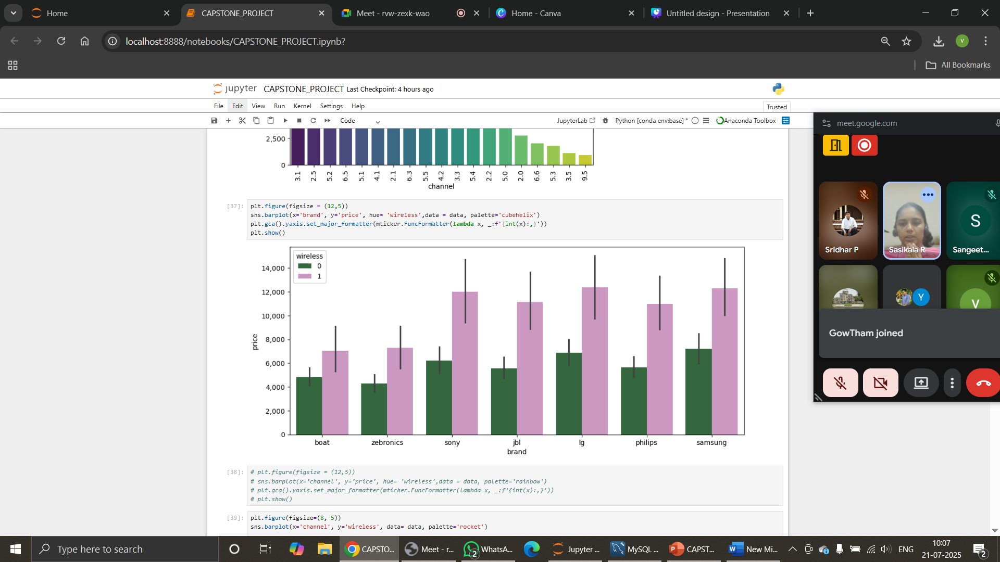 Home
CAPSTONE_PROJECT
Meet - rvw-zexk-wao
Home - Canva
Untitled design - Presentation
localhost:8888/notebooks/CAPSTONE_PROJECT.ipynb?
V
All Bookmarks
jupyter CAPSTONE_PROJECT Last Checkpoint: 4 hours ago
File Edit View Run Kernel Settings Help
Trusted
Code
JupyterLab
Python [conda env:base] *
Anaconda Toolbox
2,500
0
3.1 2.5 5.2 6.5 5.1 4.1 2.1 6.3 5.5 4.2 3.3 5.4 2.2 5.0 2.0 6.6 5.3 3.5 9.5
channel
[37]:
plt.figure(figsize = (12,5))
sns.barplot(x='brand', y='price', hue= 'wireless',data = data, palette='cubehelix')
plt.gca().yaxis.set_major_formatter(mticker.FuncFormatter(lambda x, _:f'{int(x):,}'))
plt.show()
wireless
0
1
14,000
12,000
10,000
8,000
6,000
4,000
2,000
0
price
boat zebronics sony jbl lg philips samsung
brand
[38]:
# plt.figure(figsize = (12,5))
# sns.barplot(x='channel', y='price', hue= 'wireless',data = data, palette='rainbow')
# plt.gca().yaxis.set_major_formatter(mticker.FuncFormatter(lambda x, _:f'{int(x):,}'))
# plt.show()
[39]:
plt.figure(figsize=(8, 5))
sns.barplot(x='channel', y='wireless', data= data, palette='rocket')
meet.google.com
Sridhar P
Sasikala R
S
Sangeet...
Y
V
GowTham joined
Type here to search
CAPSTO...
Meet - r...
2
WhatsA...
Jupyter ...
MySQL ...
CAPST...
New Mi...
ENG
10:07
21-07-2025
2